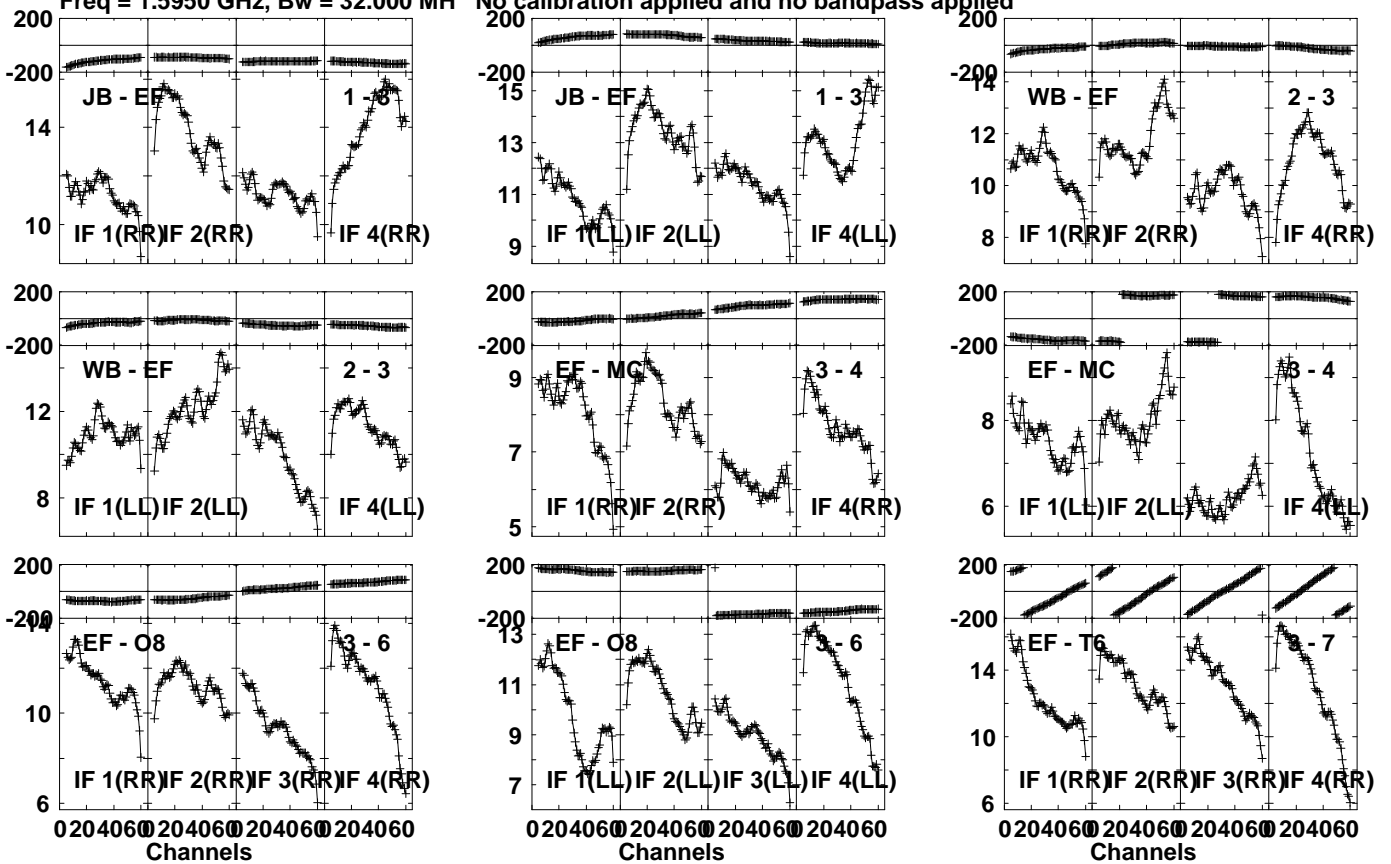 Freq = 1.5950 GHz, Bw = 32.000 MH No calibration applied and no bandpass applied
200 200 200
-200 -200 -200
JB - EF 1 - 3 JB - EF 1 - 3 WB - EF 2 - 3
14 15 14
10 13 12
11 10
9 8
IF 1(RR) IF 2(RR) IF 4(RR) IF 1(LL) IF 2(LL) IF 4(LL) IF 1(RR) IF 2(RR) IF 4(RR)
200 200 200
-200 -200 -200
WB - EF 2 - 3 EF - MC 3 - 4 EF - MC 3 - 4
12 9 8
8 7 6
5
IF 1(LL) IF 2(LL) IF 4(LL) IF 1(RR) IF 2(RR) IF 4(RR) IF 1(LL) IF 2(LL) IF 4(LL)
200 200 200
-200 -200 -200
EF - O8 3 - 6 EF - O8 3 - 6 EF - T6 3 - 7
14 13 14
10 11 10
6 9 6
7
IF 1(RR) IF 2(RR) IF 3(RR) IF 4(RR) IF 1(LL) IF 2(LL) IF 3(LL) IF 4(LL) IF 1(RR) IF 2(RR) IF 3(RR) IF 4(RR)
0 20 40 60 0 20 40 60 0 20 40 60 0 20 40 60 0 20 40 60 0 20 40 60 0 20 40 60 0 20 40 60 0 20 40 60 0 20 40 60 0 20 40 60 0 20 40 60
Channels Channels Channels